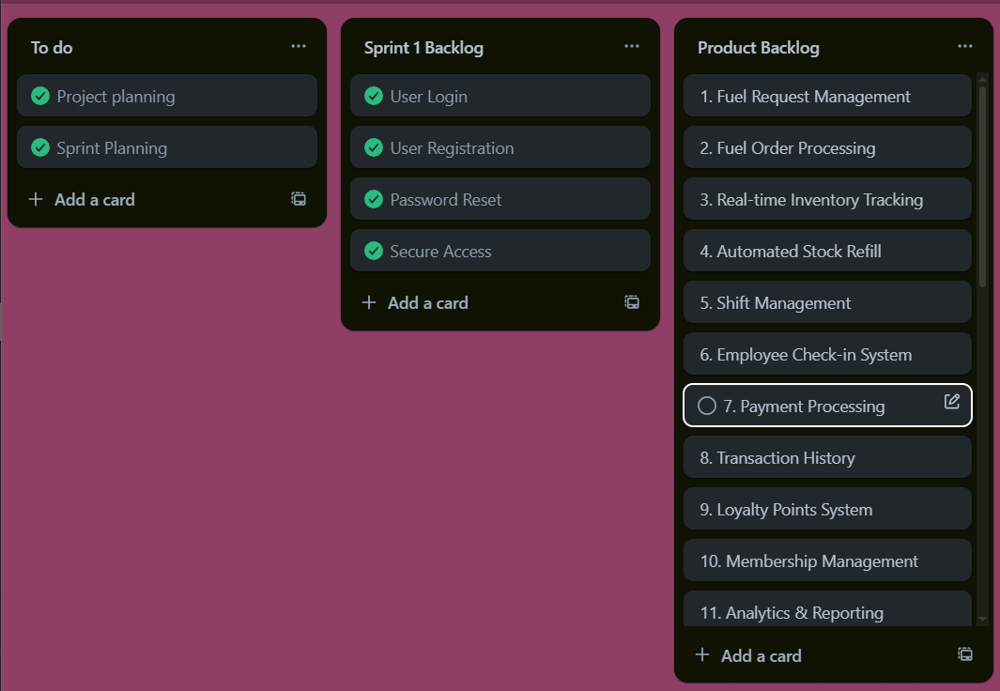 To do
Project planning
Sprint Planning
Add a card
Sprint 1 Backlog
User Login
User Registration
Password Reset
Secure Access
Add a card
Product Backlog
1. Fuel Request Management
2. Fuel Order Processing
3. Real-time Inventory Tracking
4. Automated Stock Refill
5. Shift Management
6. Employee Check-in System
7. Payment Processing
8. Transaction History
9. Loyalty Points System
10. Membership Management
11. Analytics & Reporting
Add a card